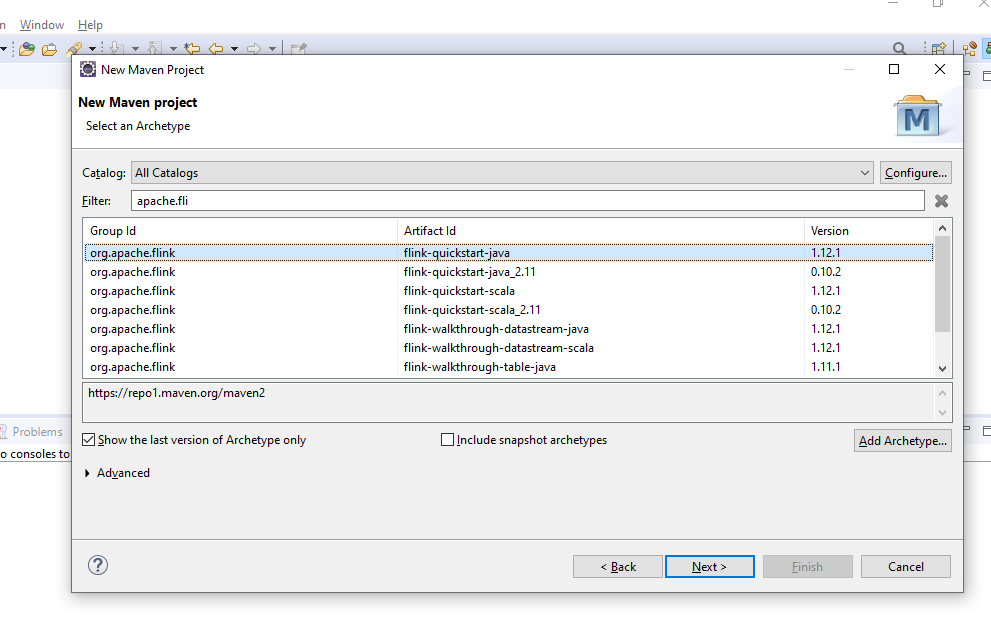 Window Help
New Maven Project
New Maven project
Select an Archetype
M
Catalog: All Catalogs Configure...
Filter: apache.fli
Group Id Artifact Id Version
org.apache.flink flink-quickstart-java 1.12.1
org.apache.flink flink-quickstart-java_2.11 0.10.2
org.apache.flink flink-quickstart-scala 1.12.1
org.apache.flink flink-quickstart-scala_2.11 0.10.2
org.apache.flink flink-walkthrough-datastream-java 1.12.1
org.apache.flink flink-walkthrough-datastream-scala 1.12.1
org.apache.flink flink-walkthrough-table-java 1.11.1
https://repo1.maven.org/maven2
Problems
Show the last version of Archetype only Include snapshot archetypes Add Archetype...
o consoles to
Advanced
? < Back Next > Finish Cancel